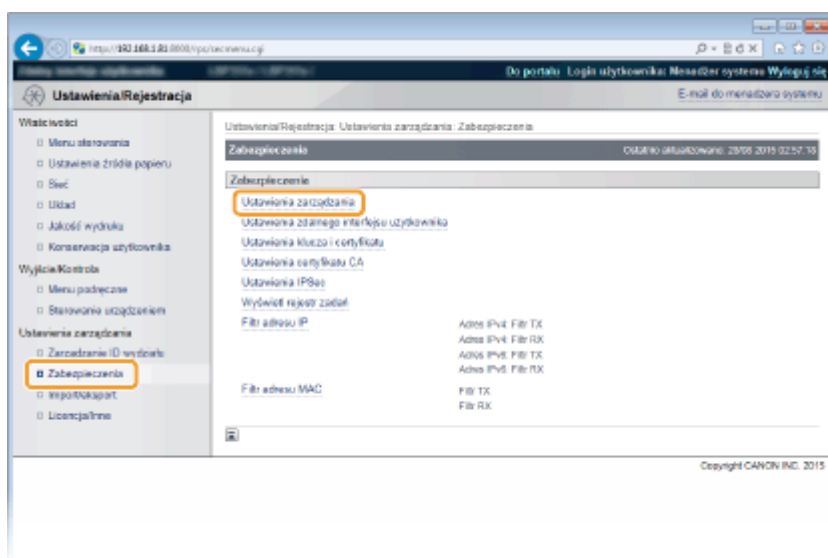 http://192.168.1.81:8000/rps/secmenu.cgi
Do portalu Login użytkownika: Menedżer systemu Wyloguj się
Ustawienia/Rejestracja
E-mail do menedżera systemu
Właściwości
Menu sterowania
Ustawienia źródła papieru
Sieć
Układ
Jakość wydruku
Konserwacja użytkownika
Wyjście/Kontrola
Menu podręczne
Sterowanie urządzeniem
Ustawienia zarządzania
Zarządzanie ID wydziału
Zabezpieczenia
Import/eksport
Licencja/Inne
Ustawienia/Rejestracja: Ustawienia zarządzania: Zabezpieczenia
Zabezpieczenia
Ostatnio aktualizowano: 28/08 2015 02:57:18
Zabezpieczenie
Ustawienia zarządzania
Ustawienia zdalnego interfejsu użytkownika
Ustawienia klucza i certyfikatu
Ustawienia certyfikatu CA
Ustawienia IPSec
Wyświetl rejestr zadań
Filtr adresu IP
Adres IPv4: Filtr TX
Adres IPv4: Filtr RX
Adres IPv6: Filtr TX
Adres IPv6: Filtr RX
Filtr adresu MAC
Filtr TX
Filtr RX
Copyright CANON INC. 2015